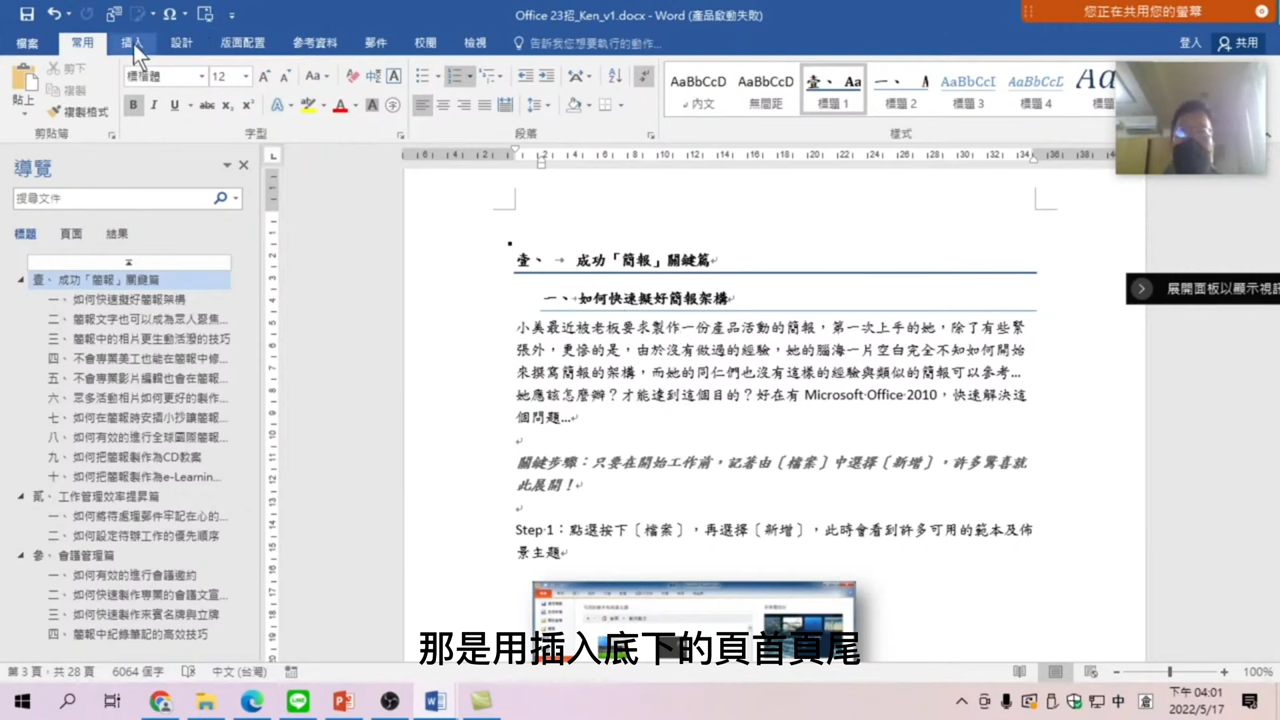 Office 23招_Ken_v1.docx - Word (產品啟動失敗)
您正在共用您的螢幕
檔案 常用 插入 設計 版面配置 參考資料 郵件 校閱 檢視 告訴我您想要執行的動作...
登入 共用
剪下
複製
貼上
複製格式
標楷體 12
AaBbCcD AaBbCcD 壹、 Aa 一、 AaBbCcD AaBbCcD
內文 無間距 標題 1 標題 2 標題 3 標題 4
剪貼簿 字型 段落 樣式
導覽
搜尋文件
標題 頁面 結果
壹、 成功「簡報」關鍵篇
一、 如何快速擬好簡報架構
二、 簡報文字也可以成為眾人聚焦...
三、 簡報中的相片更生動活潑的技巧
四、 不會專業美工也能在簡報中修...
五、 不會專業影片編輯也會在簡報...
六、 眾多活動相片如何更好的製作...
七、 如何在簡報時安插小抄讓簡報...
八、 如何有效的進行全球國際簡報...
九、 如何把簡報製作為CD教案
十、 如何把簡報製作為e-Learnin...
貳、 工作管理效率提昇篇
一、 如何將待處理郵件牢記在心的...
二、 如何設定待辦工作的優先順序
參、 會議管理篇
一、 如何有效的進行會議邀約
二、 如何快速製作專業的會議文宣...
三、 如何快速製作來賓名牌與立牌
四、 簡報中紀錄筆記的高效技巧
壹、 → 成功「簡報」關鍵篇
一、 如何快速擬好簡報架構
小美最近被老板要求製作一份產品活動的簡報，第一次上手的她，除了有些緊
張外，更慘的是，由於沒有做過的經驗，她的腦海一片空白完全不知如何開始
來撰寫簡報的架構，而她的同仁們也沒有這樣的經驗與類似的簡報可以參考...
她應該怎麼辦？才能達到這個目的？好在有 Microsoft·Office·2010，快速解決這
個問題...
關鍵步驟：只要在開始工作前，記著由〔檔案〕中選擇〔新增〕，許多驚喜就
此展開！
Step·1：點選按下〔檔案〕，再選擇〔新增〕，此時會看到許多可用的範本及佈
景主題
展開面板以顯示視訊
那是用插入底下的頁首頁尾
第 3 頁，共 28 頁 6064 個字 中文 (台灣) 100%
中 下午 04:01
2022/5/17